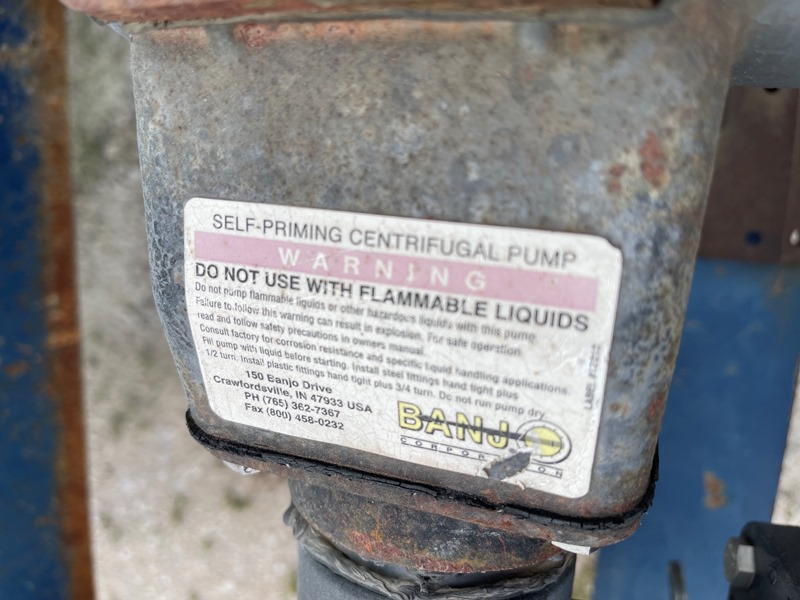 SELF-PRIMING CENTRIFUGAL PUMP
WARNING
DO NOT USE WITH FLAMMABLE LIQUIDS
Do not pump flammable liquids or other hazardous liquids with this pump.
Failure to follow this warning can result in explosion. For safe operation
read and follow safety precautions in owners manual.
Consult factory for corrosion resistance and specific liquid handling applications.
Fill pump with liquid before starting. Install steel fittings hand tight plus
1/2 turn. Install plastic fittings hand tight plus 3/4 turn. Do not run pump dry.
150 Banjo Drive
Crawfordsville, IN 47933 USA
PH (765) 362-7367
Fax (800) 458-0232
BANJO
CORPORATION
LABEL